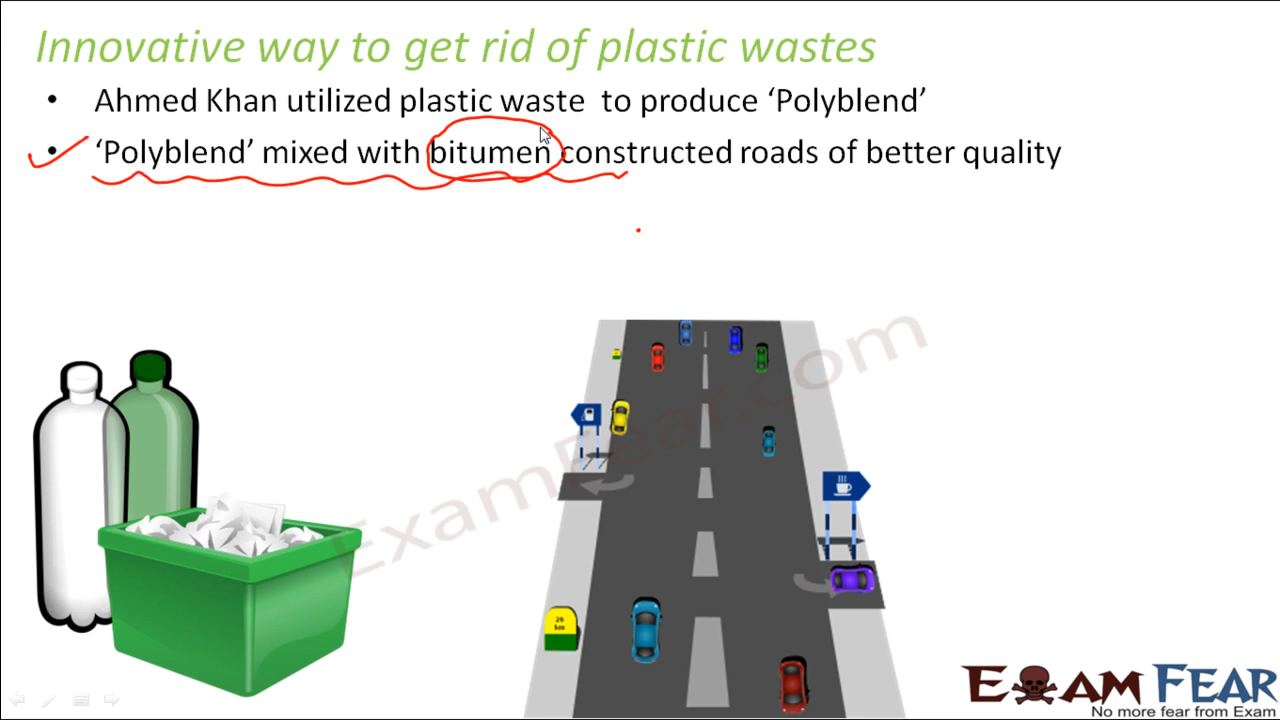 Innovative way to get rid of plastic wastes
• Ahmed Khan utilized plastic waste to produce ‘Polyblend’
• ‘Polyblend’ mixed with bitumen constructed roads of better quality
ExamFear.com
29
km
EXAM FEAR
No more fear from Exam